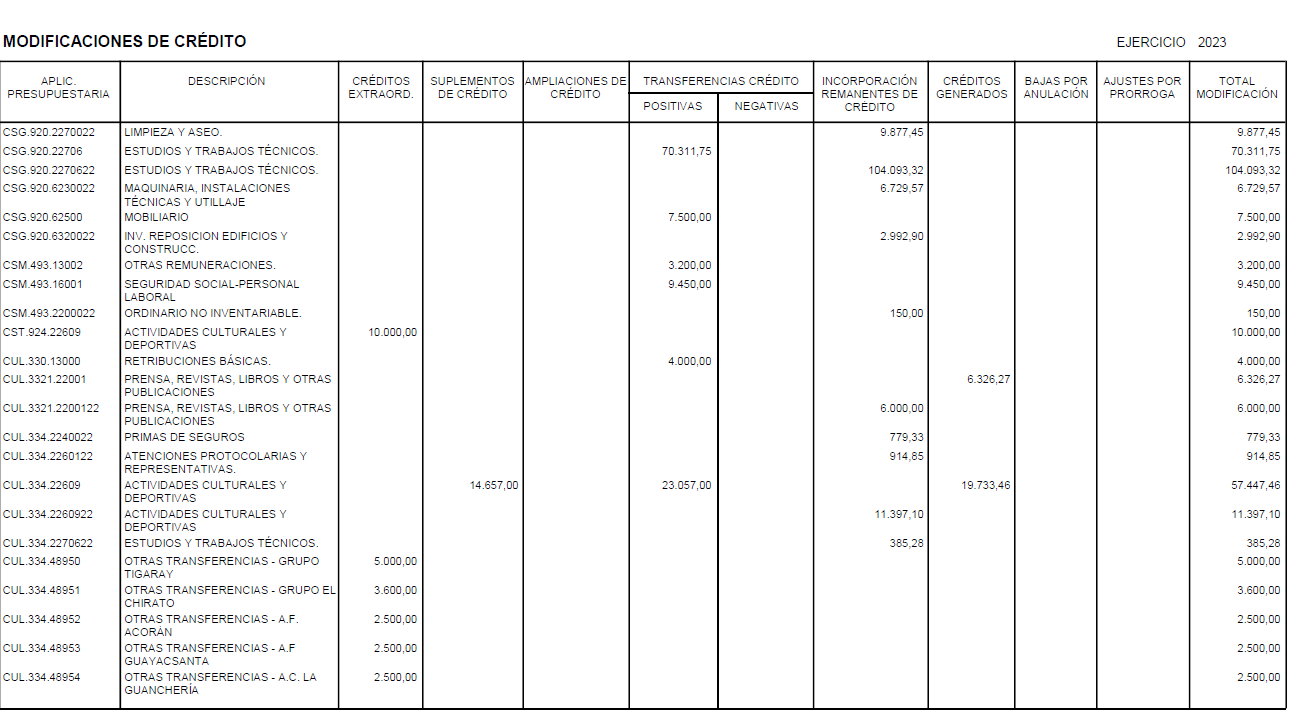 MODIFICACIONES DE CRÉDITO EJERCICIO 2023
APLIC. PRESUPUESTARIA DESCRIPCIÓN CRÉDITOS EXTRAORD. SUPLEMENTOS DE CRÉDITO AMPLIACIONES DE CRÉDITO TRANSFERENCIAS CRÉDITO INCORPORACIÓN REMANENTES DE CRÉDITO CRÉDITOS GENERADOS BAJAS POR ANULACIÓN AJUSTES POR PRORROGA TOTAL MODIFICACIÓN
POSITIVAS NEGATIVAS
CSG.920.2270022 LIMPIEZA Y ASEO. 9.877,45 9.877,45
CSG.920.22706 ESTUDIOS Y TRABAJOS TÉCNICOS. 70.311,75 70.311,75
CSG.920.2270622 ESTUDIOS Y TRABAJOS TÉCNICOS. 104.093,32 104.093,32
CSG.920.6230022 MAQUINARIA, INSTALACIONES 6.729,57 6.729,57
TÉCNICAS Y UTILLAJE
CSG.920.62500 MOBILIARIO 7.500,00 7.500,00
CSG.920.6320022 INV. REPOSICION EDIFICIOS Y 2.992,90 2.992,90
CONSTRUCC.
CSM.493.13002 OTRAS REMUNERACIONES. 3.200,00 3.200,00
CSM.493.16001 SEGURIDAD SOCIAL-PERSONAL 9.450,00 9.450,00
LABORAL
CSM.493.2200022 ORDINARIO NO INVENTARIABLE. 150,00 150,00
CST.924.22609 ACTIVIDADES CULTURALES Y 10.000,00 10.000,00
DEPORTIVAS
CUL.330.13000 RETRIBUCIONES BÁSICAS. 4.000,00 4.000,00
CUL.3321.22001 PRENSA, REVISTAS, LIBROS Y OTRAS 6.326,27 6.326,27
PUBLICACIONES
CUL.3321.2200122 PRENSA, REVISTAS, LIBROS Y OTRAS 6.000,00 6.000,00
PUBLICACIONES
CUL.334.2240022 PRIMAS DE SEGUROS 779,33 779,33
CUL.334.2260122 ATENCIONES PROTOCOLARIAS Y 914,85 914,85
REPRESENTATIVAS.
CUL.334.22609 ACTIVIDADES CULTURALES Y 14.657,00 23.057,00 19.733,46 57.447,46
DEPORTIVAS
CUL.334.2260922 ACTIVIDADES CULTURALES Y 11.397,10 11.397,10
DEPORTIVAS
CUL.334.2270622 ESTUDIOS Y TRABAJOS TÉCNICOS. 385,28 385,28
CUL.334.48950 OTRAS TRANSFERENCIAS - GRUPO 5.000,00 5.000,00
TIGARAY
CUL.334.48951 OTRAS TRANSFERENCIAS - GRUPO EL 3.600,00 3.600,00
CHIRATO
CUL.334.48952 OTRAS TRANSFERENCIAS - A.F. 2.500,00 2.500,00
ACORÁN
CUL.334.48953 OTRAS TRANSFERENCIAS - A.F 2.500,00 2.500,00
GUAYACSANTA
CUL.334.48954 OTRAS TRANSFERENCIAS - A.C. LA 2.500,00 2.500,00
GUANCHERÍA